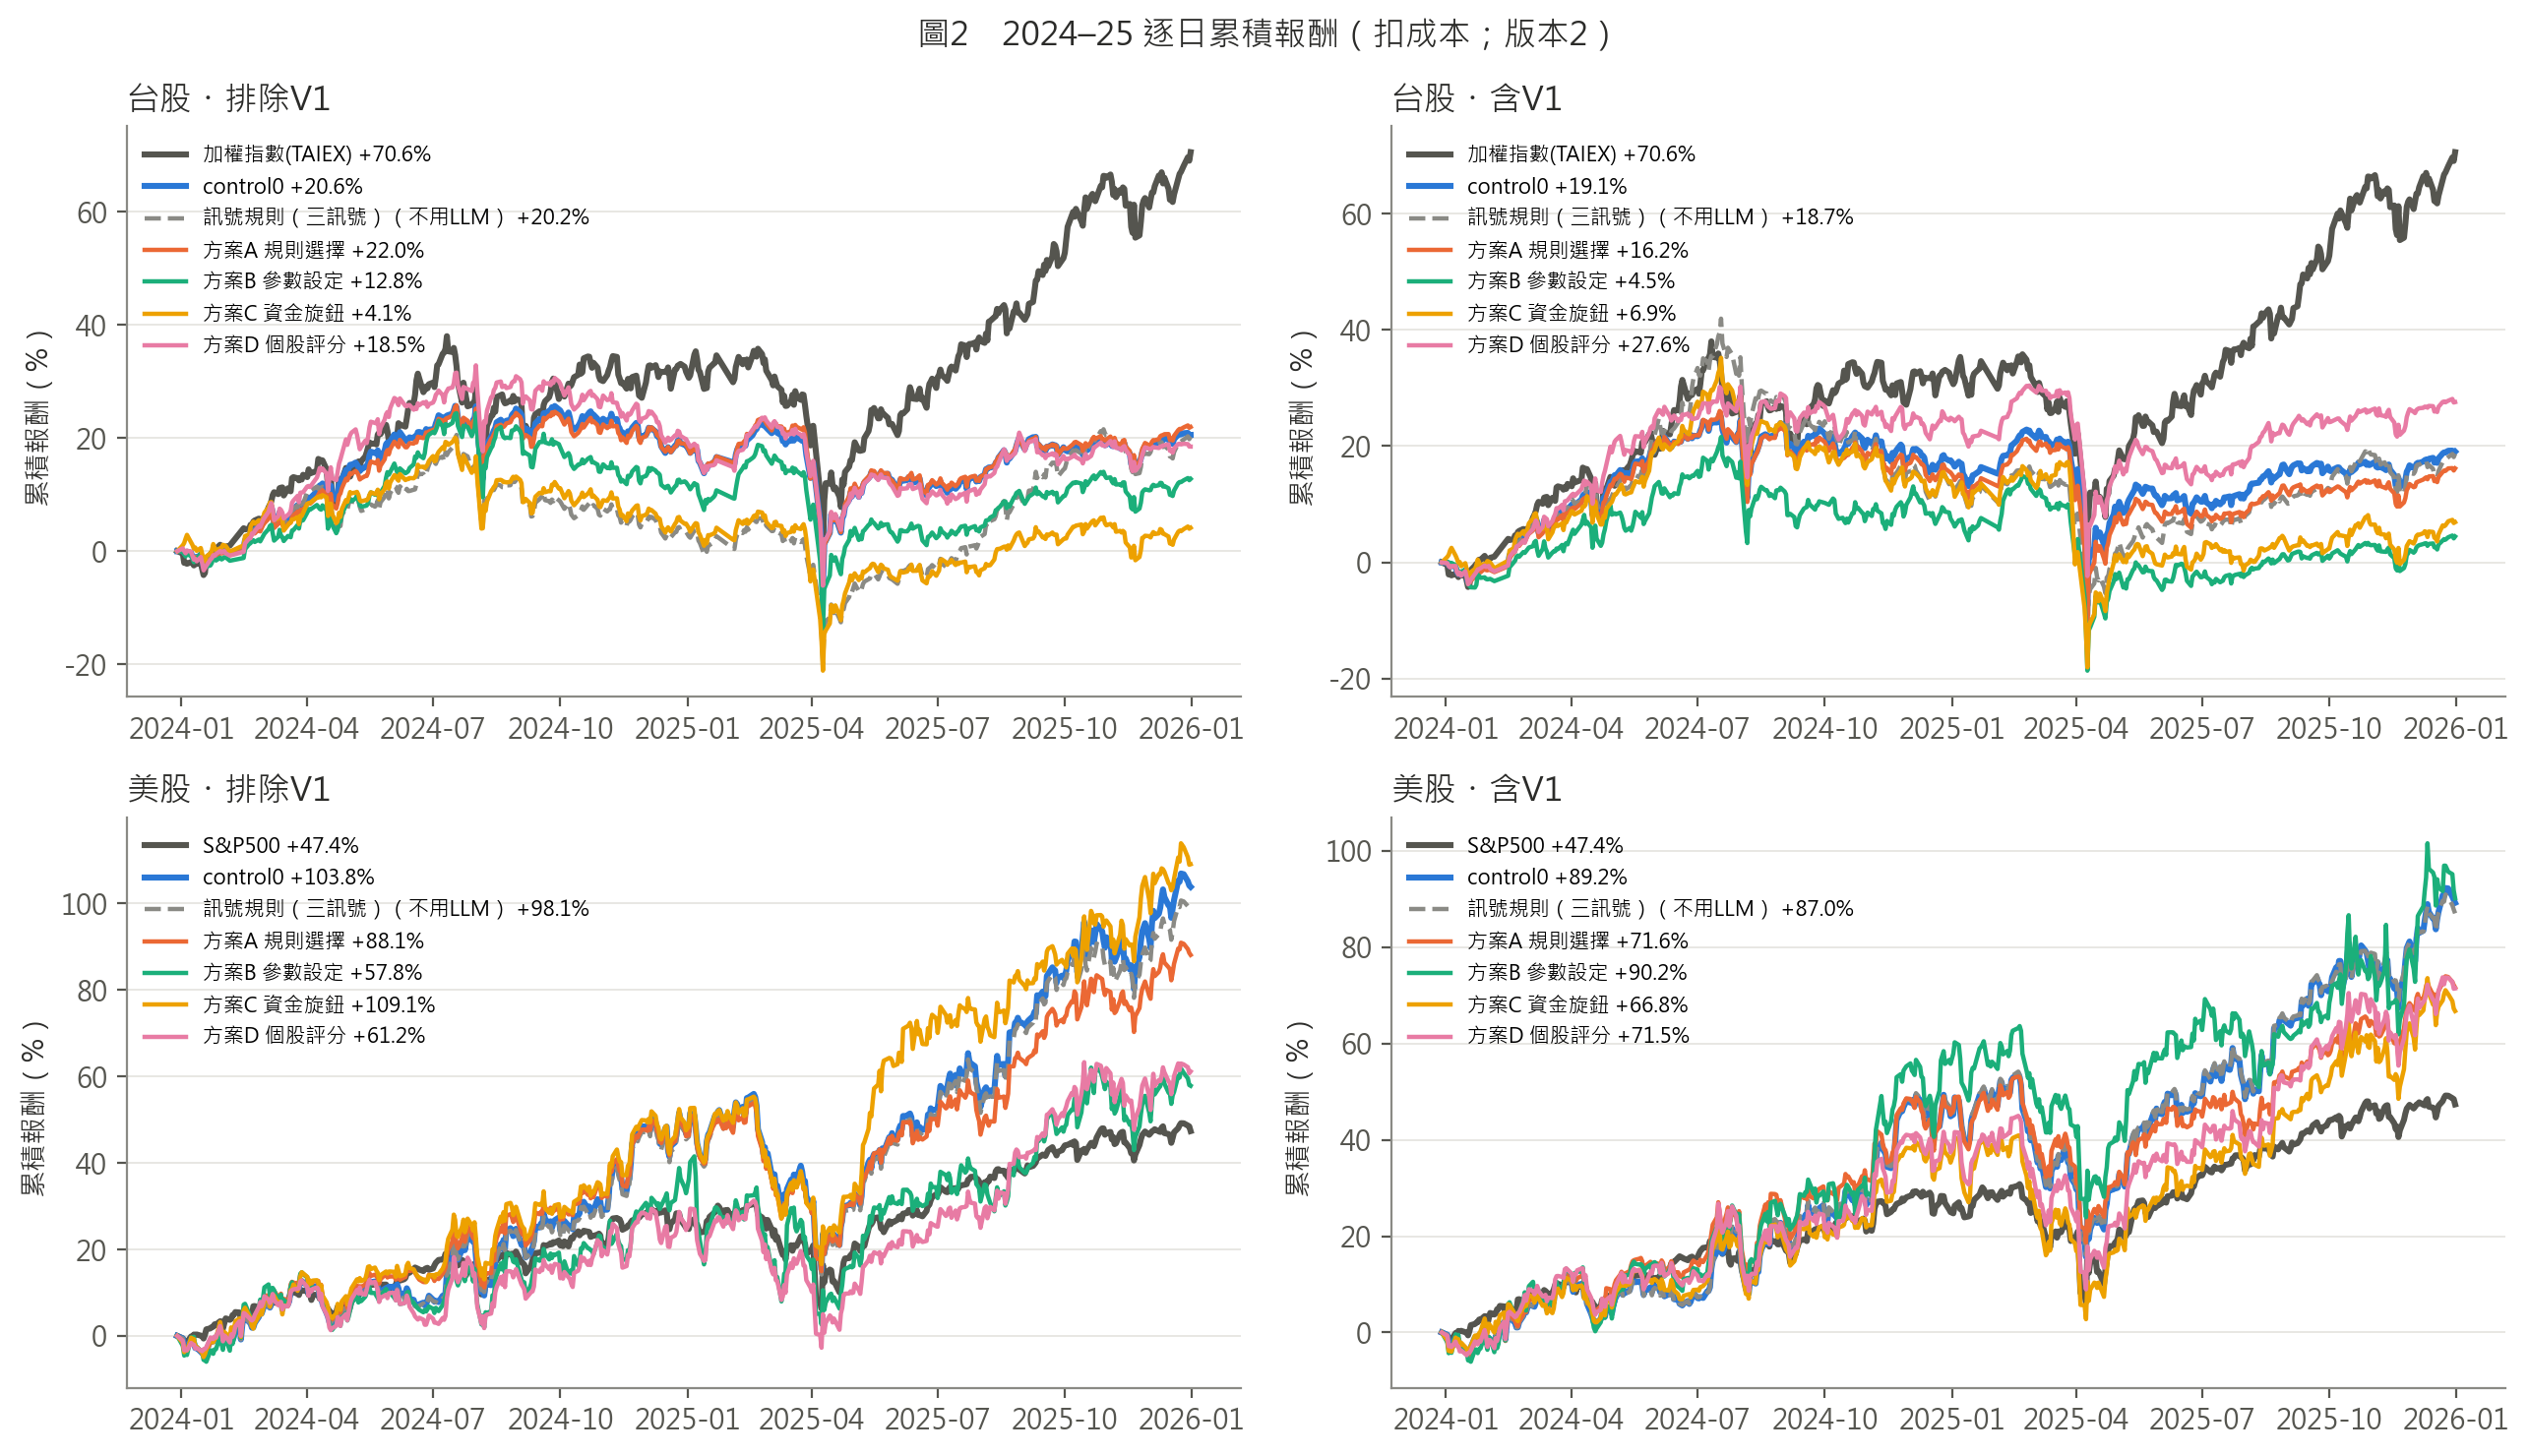 圖2　2024–25 逐日累積報酬（扣成本；版本2）
台股．排除V1
累積報酬（%）
60
40
20
0
-20
加權指數(TAIEX) +70.6%
control0 +20.6%
訊號規則（三訊號）（不用LLM） +20.2%
方案A 規則選擇 +22.0%
方案B 參數設定 +12.8%
方案C 資金旋鈕 +4.1%
方案D 個股評分 +18.5%
2024-01 2024-04 2024-07 2024-10 2025-01 2025-04 2025-07 2025-10 2026-01
台股．含V1
累積報酬（%）
60
40
20
0
-20
加權指數(TAIEX) +70.6%
control0 +19.1%
訊號規則（三訊號）（不用LLM） +18.7%
方案A 規則選擇 +16.2%
方案B 參數設定 +4.5%
方案C 資金旋鈕 +6.9%
方案D 個股評分 +27.6%
2024-01 2024-04 2024-07 2024-10 2025-01 2025-04 2025-07 2025-10 2026-01
美股．排除V1
累積報酬（%）
100
80
60
40
20
0
S&P500 +47.4%
control0 +103.8%
訊號規則（三訊號）（不用LLM） +98.1%
方案A 規則選擇 +88.1%
方案B 參數設定 +57.8%
方案C 資金旋鈕 +109.1%
方案D 個股評分 +61.2%
2024-01 2024-04 2024-07 2024-10 2025-01 2025-04 2025-07 2025-10 2026-01
美股．含V1
累積報酬（%）
100
80
60
40
20
0
S&P500 +47.4%
control0 +89.2%
訊號規則（三訊號）（不用LLM） +87.0%
方案A 規則選擇 +71.6%
方案B 參數設定 +90.2%
方案C 資金旋鈕 +66.8%
方案D 個股評分 +71.5%
2024-01 2024-04 2024-07 2024-10 2025-01 2025-04 2025-07 2025-10 2026-01